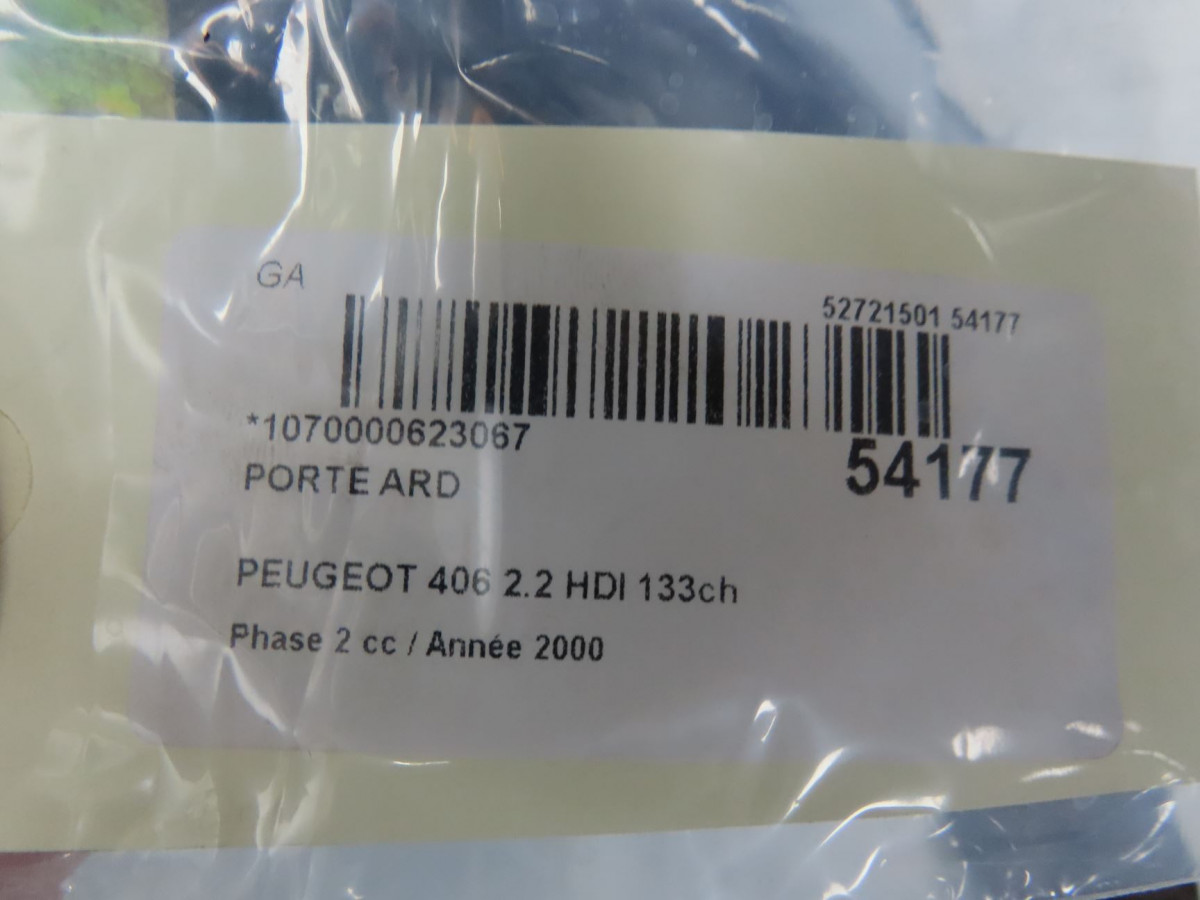 GA
52721501 54177
*1070000623067
54177
PORTE ARD
PEUGEOT 406 2.2 HDI 133ch
Phase 2 cc / Année 2000